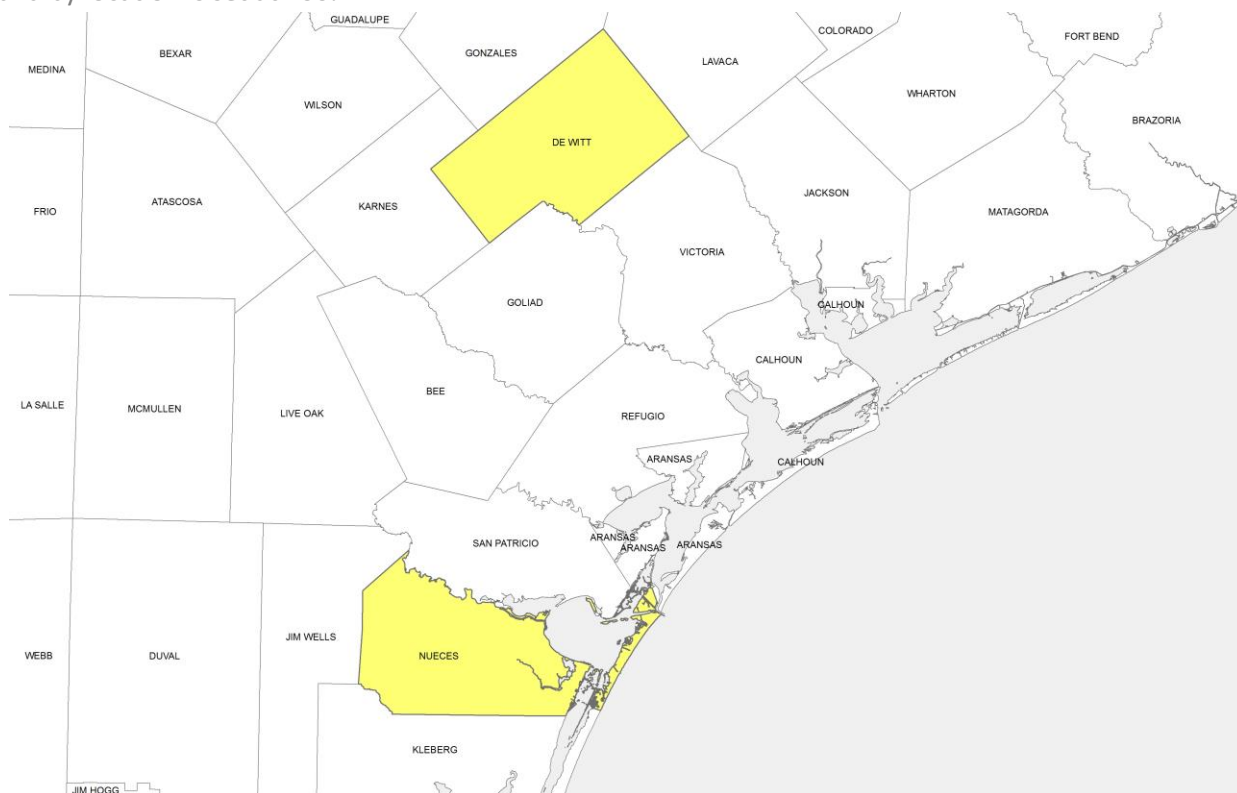 GUADALUPE
COLORADO
FORT BEND
BEXAR
GONZALES
LAVACA
MEDINA
WHARTON
WILSON
BRAZORIA
DE WITT
JACKSON
ATASCOSA
KARNES
FRIO
MATAGORDA
VICTORIA
GOLIAD
CALHOUN
CALHOUN
BEE
LA SALLE
MCMULLEN
LIVE OAK
REFUGIO
ARANSAS
CALHOUN
SAN PATRICIO
ARANSAS
ARANSAS
ARANSAS
JIM WELLS
WEBB
DUVAL
NUECES
KLEBERG
JIM HOGG